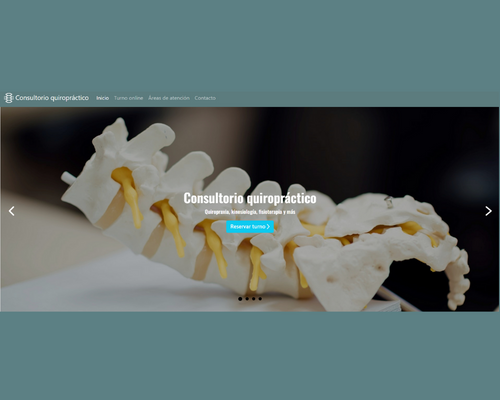 Consultorio quiropráctico Inicio Turno online Áreas de atención Contacto
Consultorio quiropráctico
Quiropraxia, kinesiología, fisioterapia y más
Reservar turno